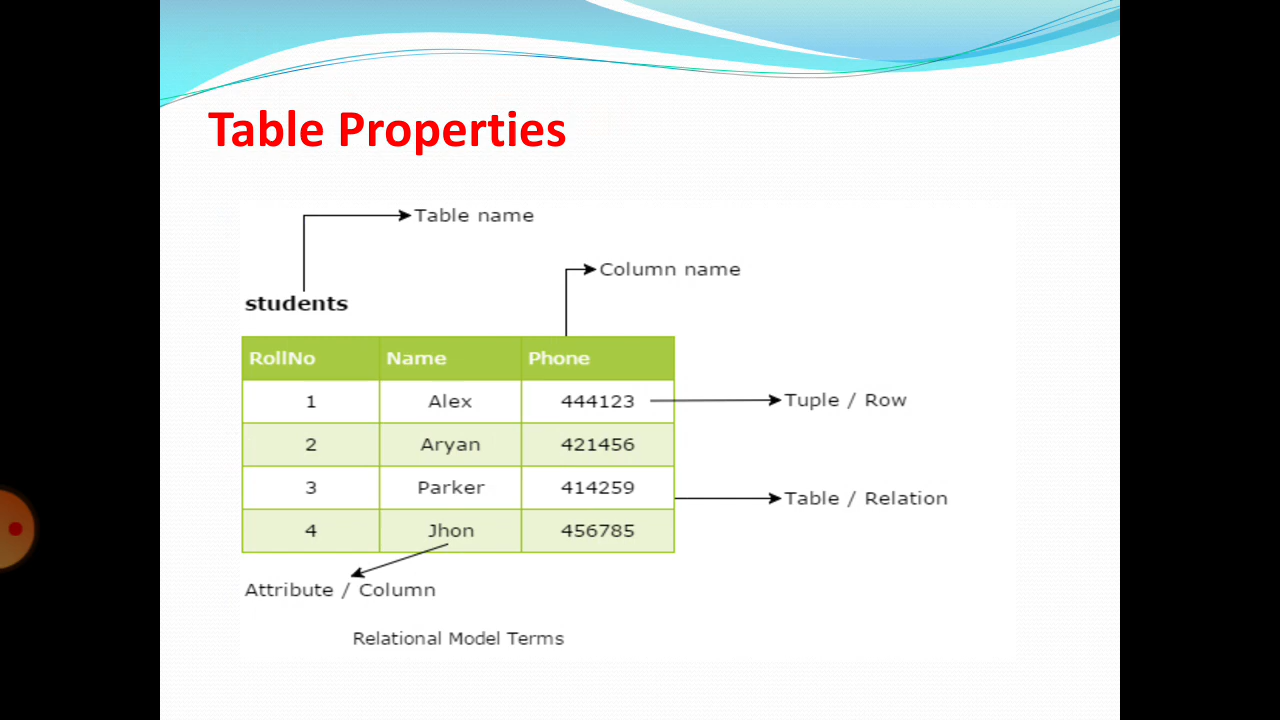 Table Properties
Table name
Column name
students
RollNo Name Phone
1 Alex 444123
Tuple / Row
2 Aryan 421456
3 Parker 414259
Table / Relation
4 Jhon 456785
Attribute / Column
Relational Model Terms